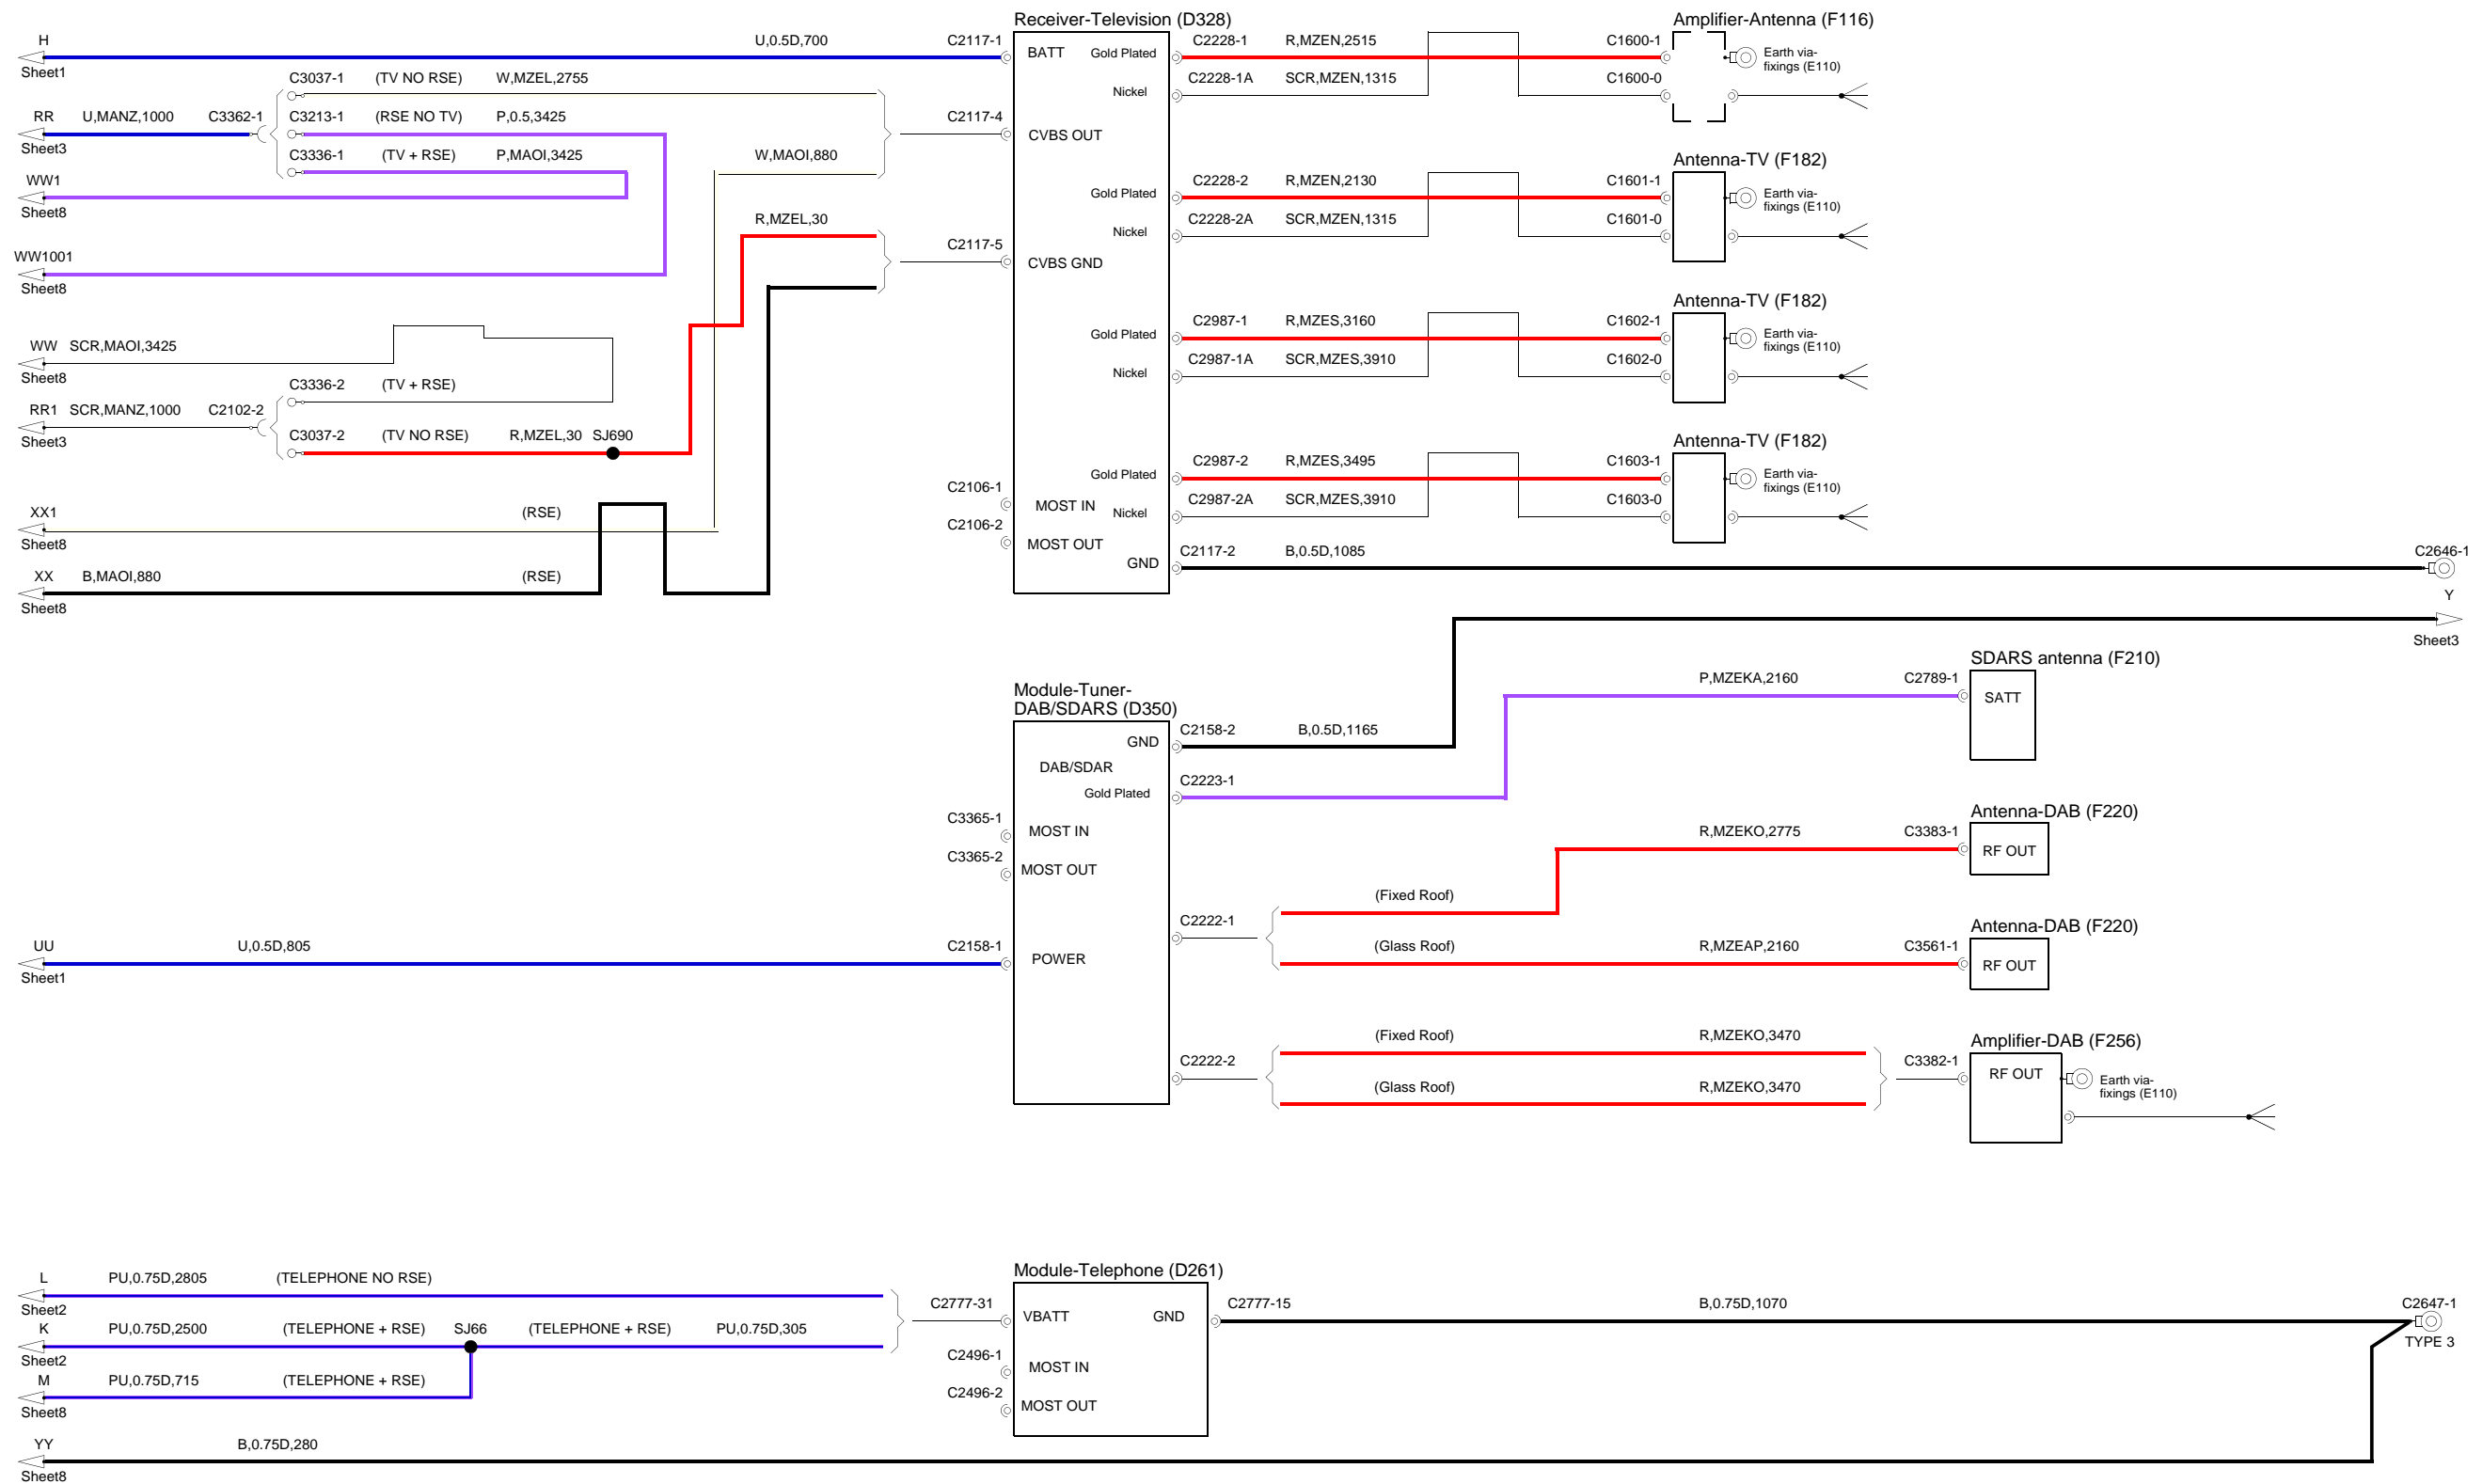 Receiver-Television (D328)
Amplifier-Antenna (F116)
H
U,0.5D,700
C2117-1
BATT
Gold Plated
C2228-1
R,MZEN,2515
C1600-1
Earth via-
fixings (E110)
Sheet1
C3037-1
(TV NO RSE)
W,MZEL,2755
Nickel
C2228-1A
SCR,MZEN,1315
C1600-0
RR
U,MANZ,1000
C3362-1
C3213-1
(RSE NO TV)
P,0.5,3425
C2117-4
CVBS OUT
Sheet3
C3336-1
(TV + RSE)
P,MAOI,3425
W,MAOI,880
Antenna-TV (F182)
WW1
Sheet8
Gold Plated
C2228-2
R,MZEN,2130
C1601-1
Earth via-
fixings (E110)
R,MZEL,30
Nickel
C2228-2A
SCR,MZEN,1315
C1601-0
WW1001
Sheet8
C2117-5
CVBS GND
Antenna-TV (F182)
Gold Plated
C2987-1
R,MZES,3160
C1602-1
Earth via-
fixings (E110)
WW
SCR,MAOI,3425
Sheet8
Nickel
C2987-1A
SCR,MZES,3910
C1602-0
C3336-2
(TV + RSE)
RR1
SCR,MANZ,1000
C2102-2
Sheet3
C3037-2
(TV NO RSE)
R,MZEL,30
SJ690
Antenna-TV (F182)
Gold Plated
C2987-2
R,MZES,3495
C1603-1
Earth via-
fixings (E110)
C2106-1
MOST IN
Nickel
C2987-2A
SCR,MZES,3910
C1603-0
XX1
(RSE)
Sheet8
C2106-2
MOST OUT
GND
C2117-2
B,0.5D,1085
C2646-1
XX
B,MAOI,880
(RSE)
Sheet8
Y
Sheet3
SDARS antenna (F210)
P,MZEKA,2160
C2789-1
SATT
Module-Tuner-
DAB/SDARS (D350)
GND
C2158-2
B,0.5D,1165
DAB/SDAR
Gold Plated
C2223-1
C3365-1
MOST IN
C3365-2
MOST OUT
Antenna-DAB (F220)
R,MZEKO,2775
C3383-1
RF OUT
(Fixed Roof)
C2222-1
Antenna-DAB (F220)
(Glass Roof)
R,MZEAP,2160
C3561-1
RF OUT
UU
U,0.5D,805
C2158-1
POWER
Sheet1
(Fixed Roof)
R,MZEKO,3470
Amplifier-DAB (F256)
C2222-2
C3382-1
RF OUT
Earth via-
fixings (E110)
(Glass Roof)
R,MZEKO,3470
Module-Telephone (D261)
L
PU,0.75D,2805
(TELEPHONE NO RSE)
Sheet2
C2777-31
VBATT
GND
C2777-15
B,0.75D,1070
C2647-1
TYPE 3
K
PU,0.75D,2500
(TELEPHONE + RSE)
SJ66
(TELEPHONE + RSE)
PU,0.75D,305
Sheet2
C2496-1
MOST IN
M
PU,0.75D,715
(TELEPHONE + RSE)
Sheet8
C2496-2
MOST OUT
YY
B,0.75D,280
Sheet8